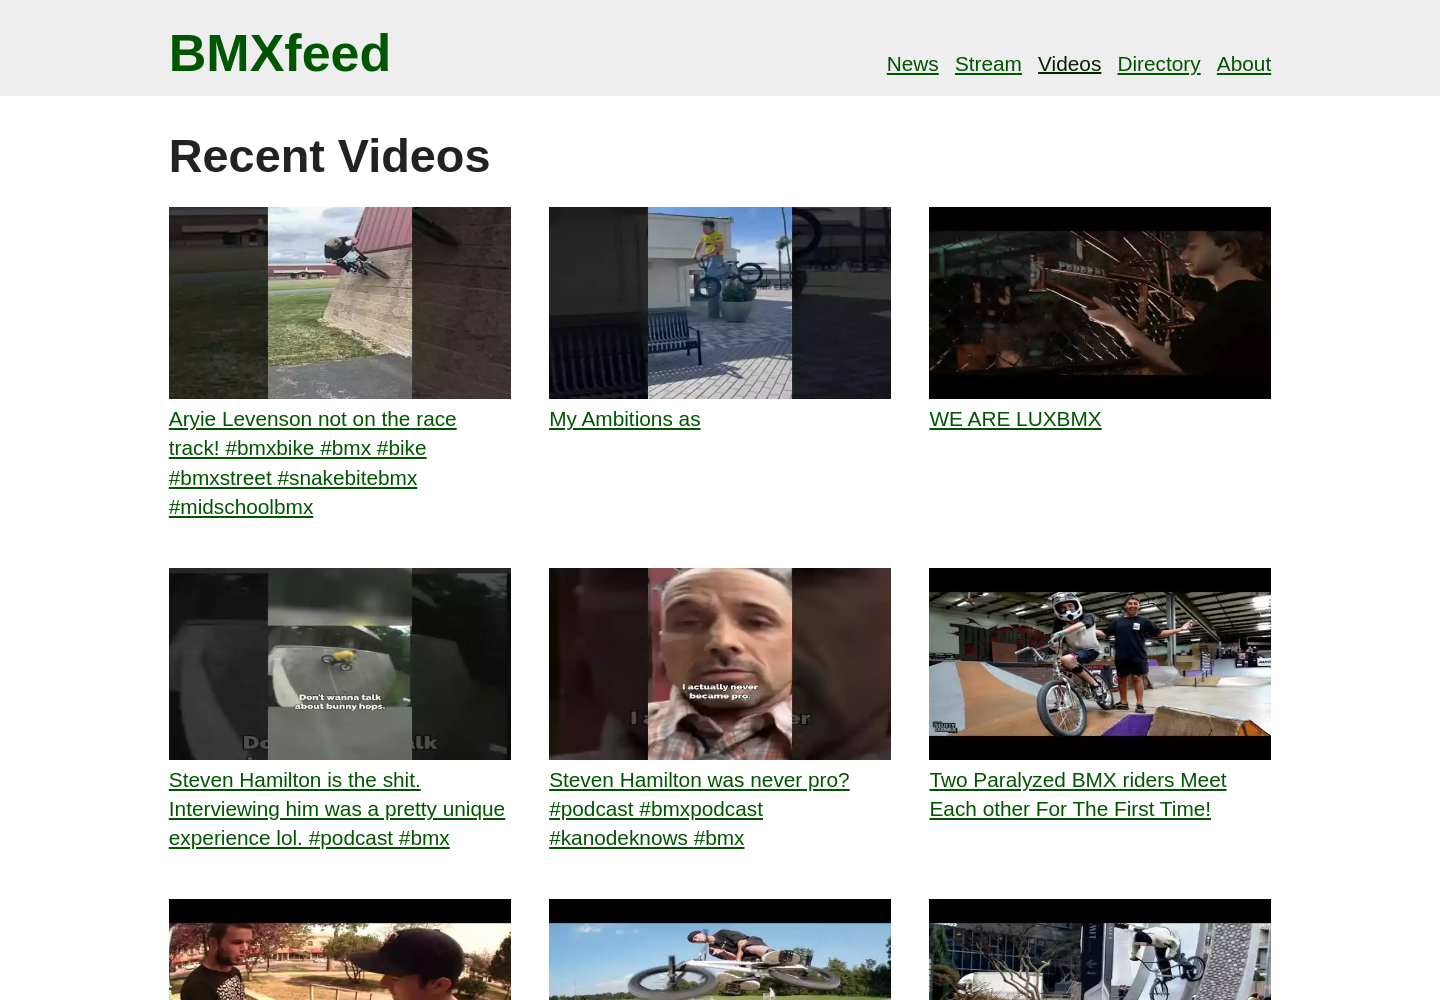 BMXfeed
News Stream Videos Directory About
Recent Videos
FEDERAL
Aryie Levenson not on the race
track! #bmxbike #bmx #bike
#bmxstreet #snakebitebmx
#midschoolbmx
My Ambitions as
WE ARE LUXBMX
Don't wanna talk
about bunny hops.
I actually never
became pro.
Steven Hamilton is the shit.
Interviewing him was a pretty unique
experience lol. #podcast #bmx
Steven Hamilton was never pro?
#podcast #bmxpodcast
#kanodeknows #bmx
Two Paralyzed BMX riders Meet
Each other For The First Time!